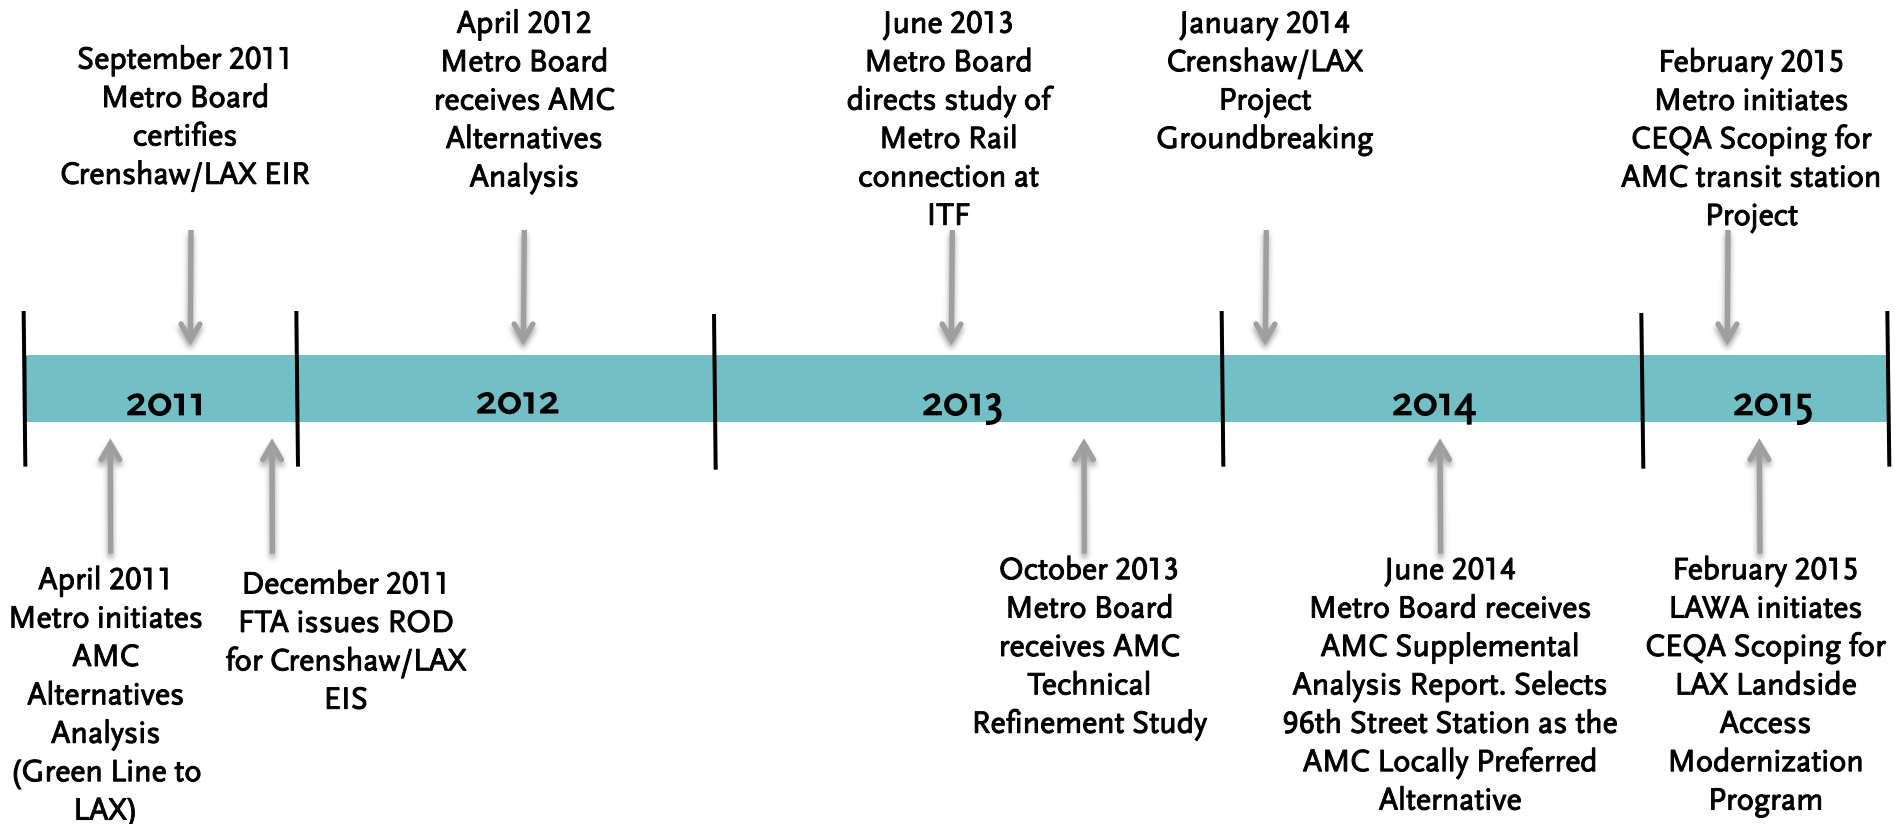 September 2011
Metro Board
certifies
Crenshaw/LAX EIR
April 2012
Metro Board
receives AMC
Alternatives
Analysis
June 2013
Metro Board
directs study of
Metro Rail
connection at
ITF
January 2014
Crenshaw/LAX
Project
Groundbreaking
February 2015
Metro initiates
CEQA Scoping for
AMC transit station
Project
2011
2012
2013
2014
2015
April 2011
Metro initiates
AMC
Alternatives
Analysis
(Green Line to
LAX)
December 2011
FTA issues ROD
for Crenshaw/LAX
EIS
October 2013
Metro Board
receives AMC
Technical
Refinement Study
June 2014
Metro Board receives
AMC Supplemental
Analysis Report. Selects
96th Street Station as the
AMC Locally Preferred
Alternative
February 2015
LAWA initiates
CEQA Scoping for
LAX Landside
Access
Modernization
Program